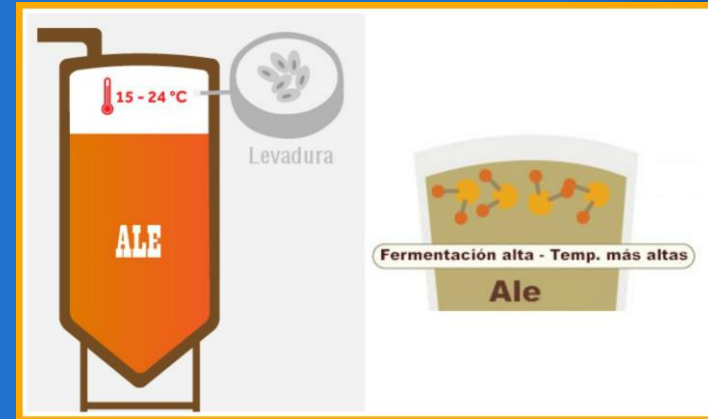 15 - 24 °C
Levadura
ALE
Fermentación alta - Temp. más altas
Ale